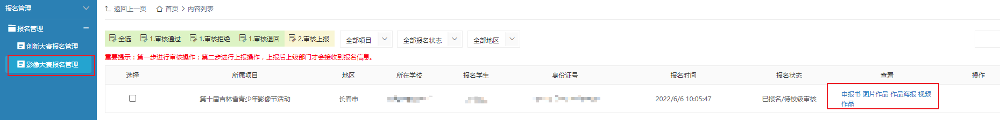 报名管理
返回上一页 首页 内容列表
报名管理
创新大赛报名管理
影像大赛报名管理
全选 1.审核通过 1.审核拒绝 1.审核退回 2.审核上报 全部项目 全部报名状态 全部地区
重要提示：第一步进行审核操作；第二步进行上报操作，上报后上级部门才会接收到报名信息。
选择 所属项目 地区 所在学校 报名学生 身份证号 报名时间 报名状态 查看 操作
第十届吉林省青少年影像节活动 长春市 2022/6/6 10:05:47 已报名/待校级审核 申报书 图片作品 作品海报 视频
作品